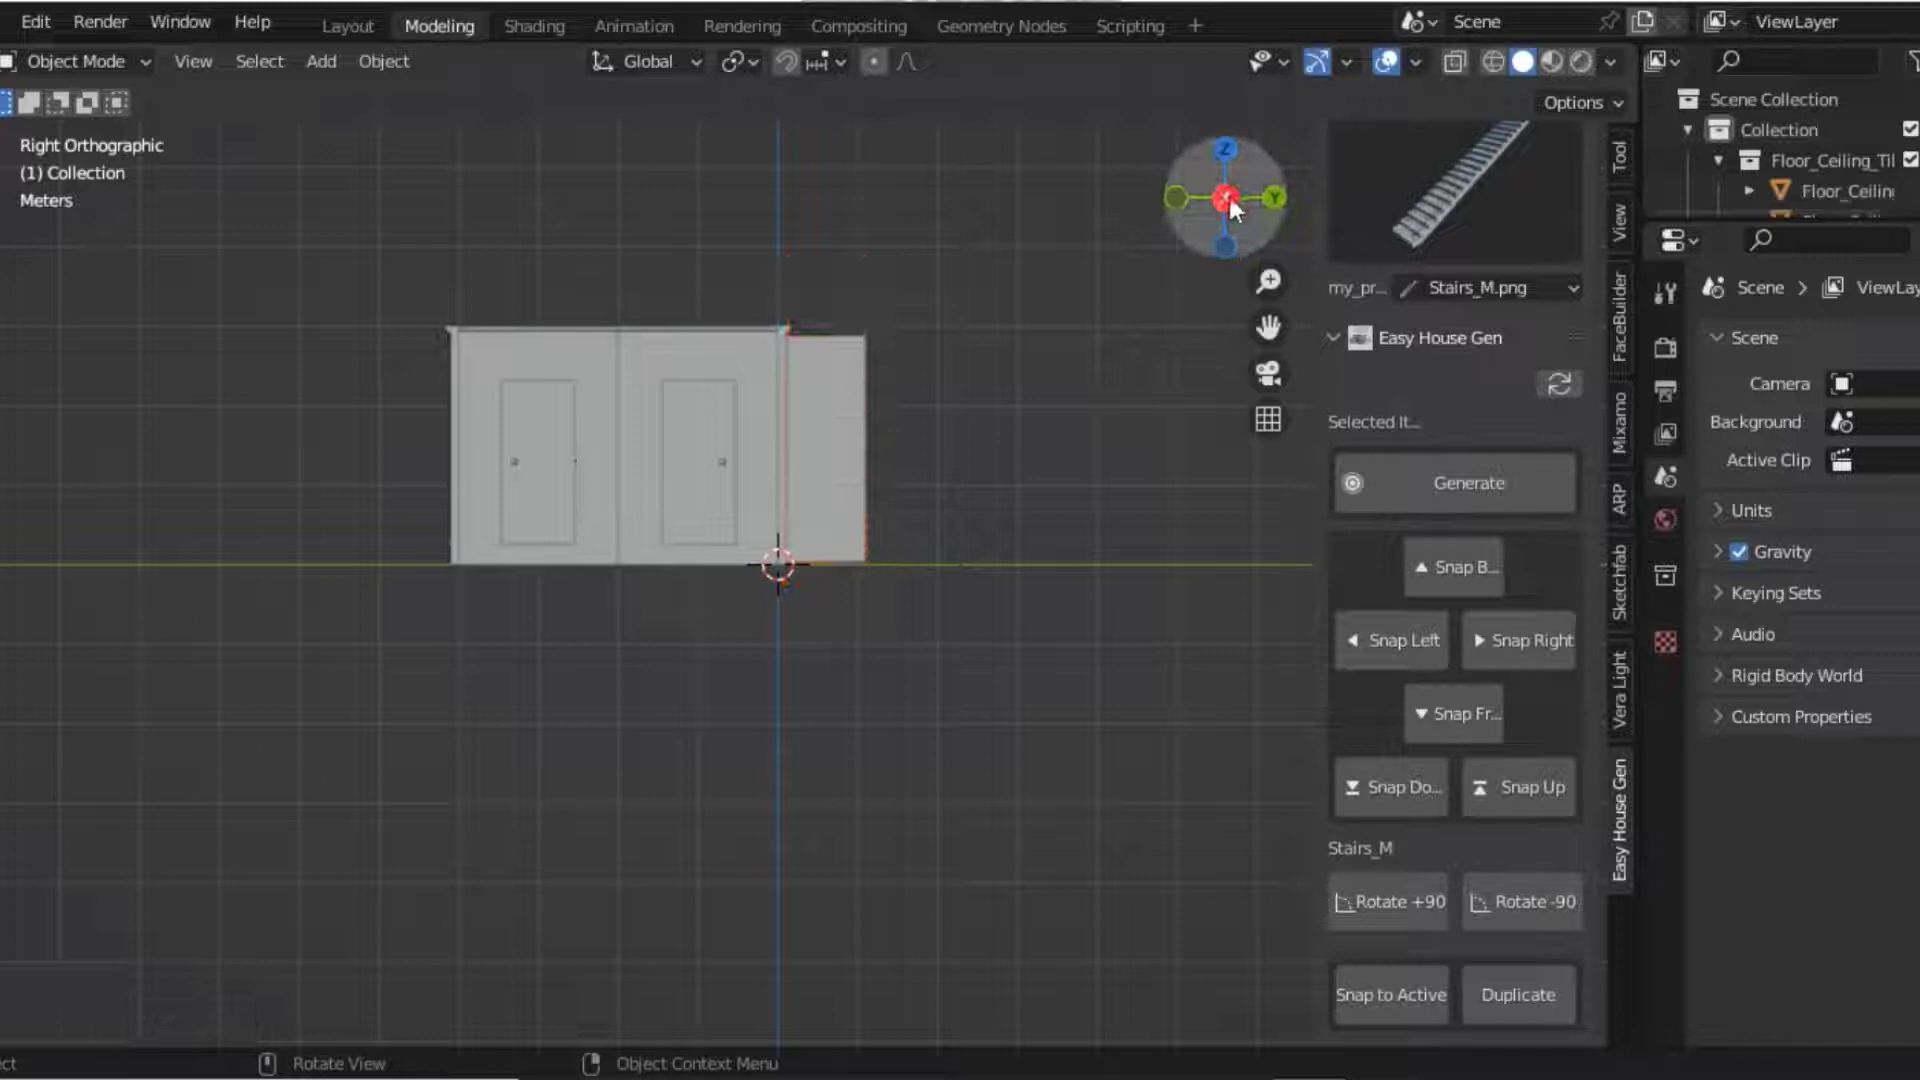 Edit Render Window Help Layout Modeling Shading Animation Rendering Compositing Geometry Nodes Scripting + Scene ViewLayer
Object Mode View Select Add Object Global
Options
Right Orthographic
(1) Collection
Meters
Z
Y
my_pr... Stairs_M.png
Easy House Gen
Selected It...
Generate
Snap B...
Snap Left Snap Right
Snap Fr...
Snap Do... Snap Up
Stairs_M
Rotate +90 Rotate -90
Snap to Active Duplicate
Tool
View
FaceBuilder
Mixamo
ARP
Sketchfab
Vera Light
Easy House Gen
Scene Collection
Collection
Floor_Ceiling_Til
Floor_Ceilin
Scene > ViewLay
Scene
Camera
Background
Active Clip
Units
Gravity
Keying Sets
Audio
Rigid Body World
Custom Properties
ct Rotate View Object Context Menu